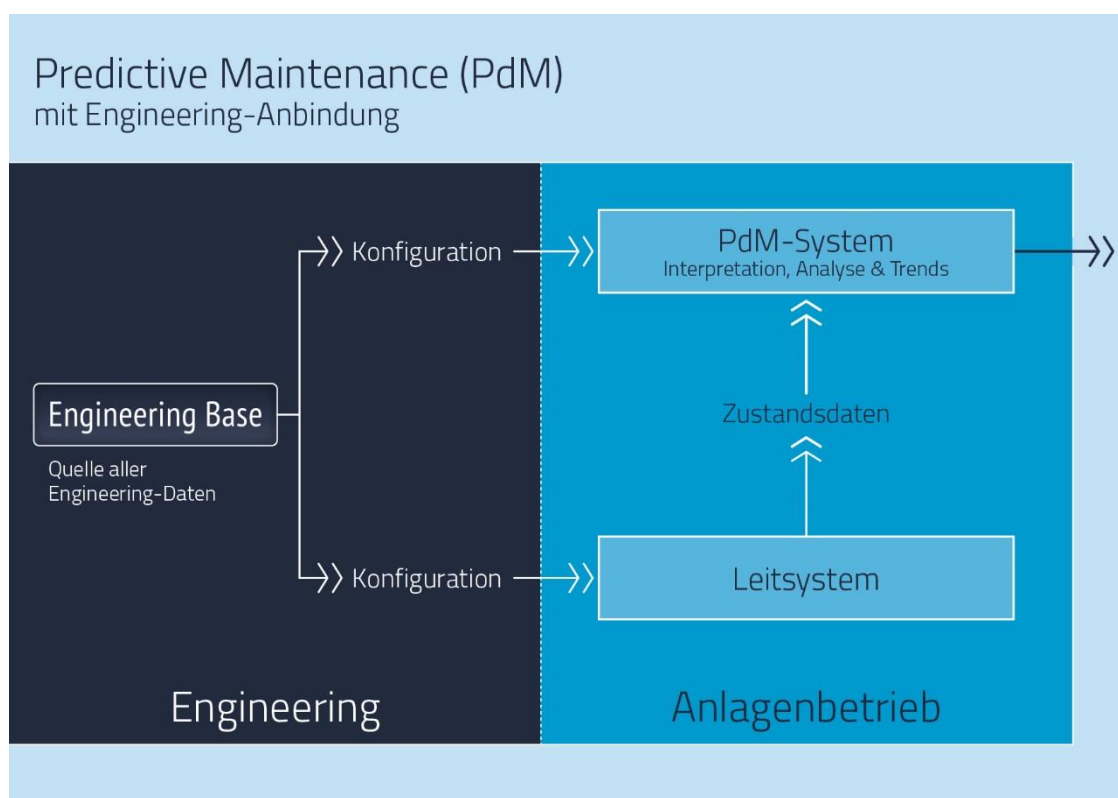 Predictive Maintenance (PdM)
mit Engineering-Anbindung
Konfiguration
PdM-System
Interpretation, Analyse & Trends
Engineering Base
Quelle aller
Engineering-Daten
Zustandsdaten
Konfiguration
Leitsystem
Engineering
Anlagenbetrieb